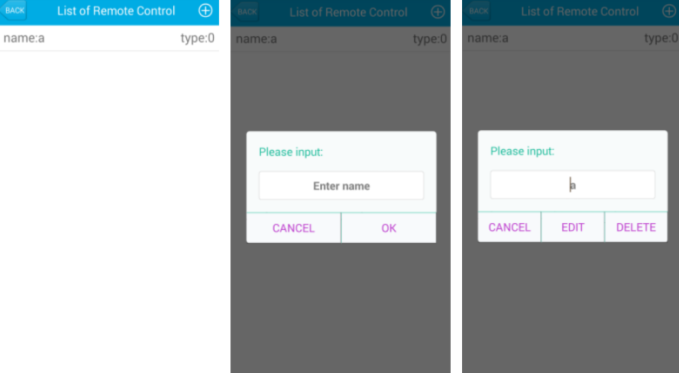 BACK List of Remote Control
name:a type:0
BACK List of Remote Control
name:a type:0
Please input:
Enter name
CANCEL OK
BACK List of Remote Control
name:a type:0
Please input:
a
CANCEL EDIT DELETE